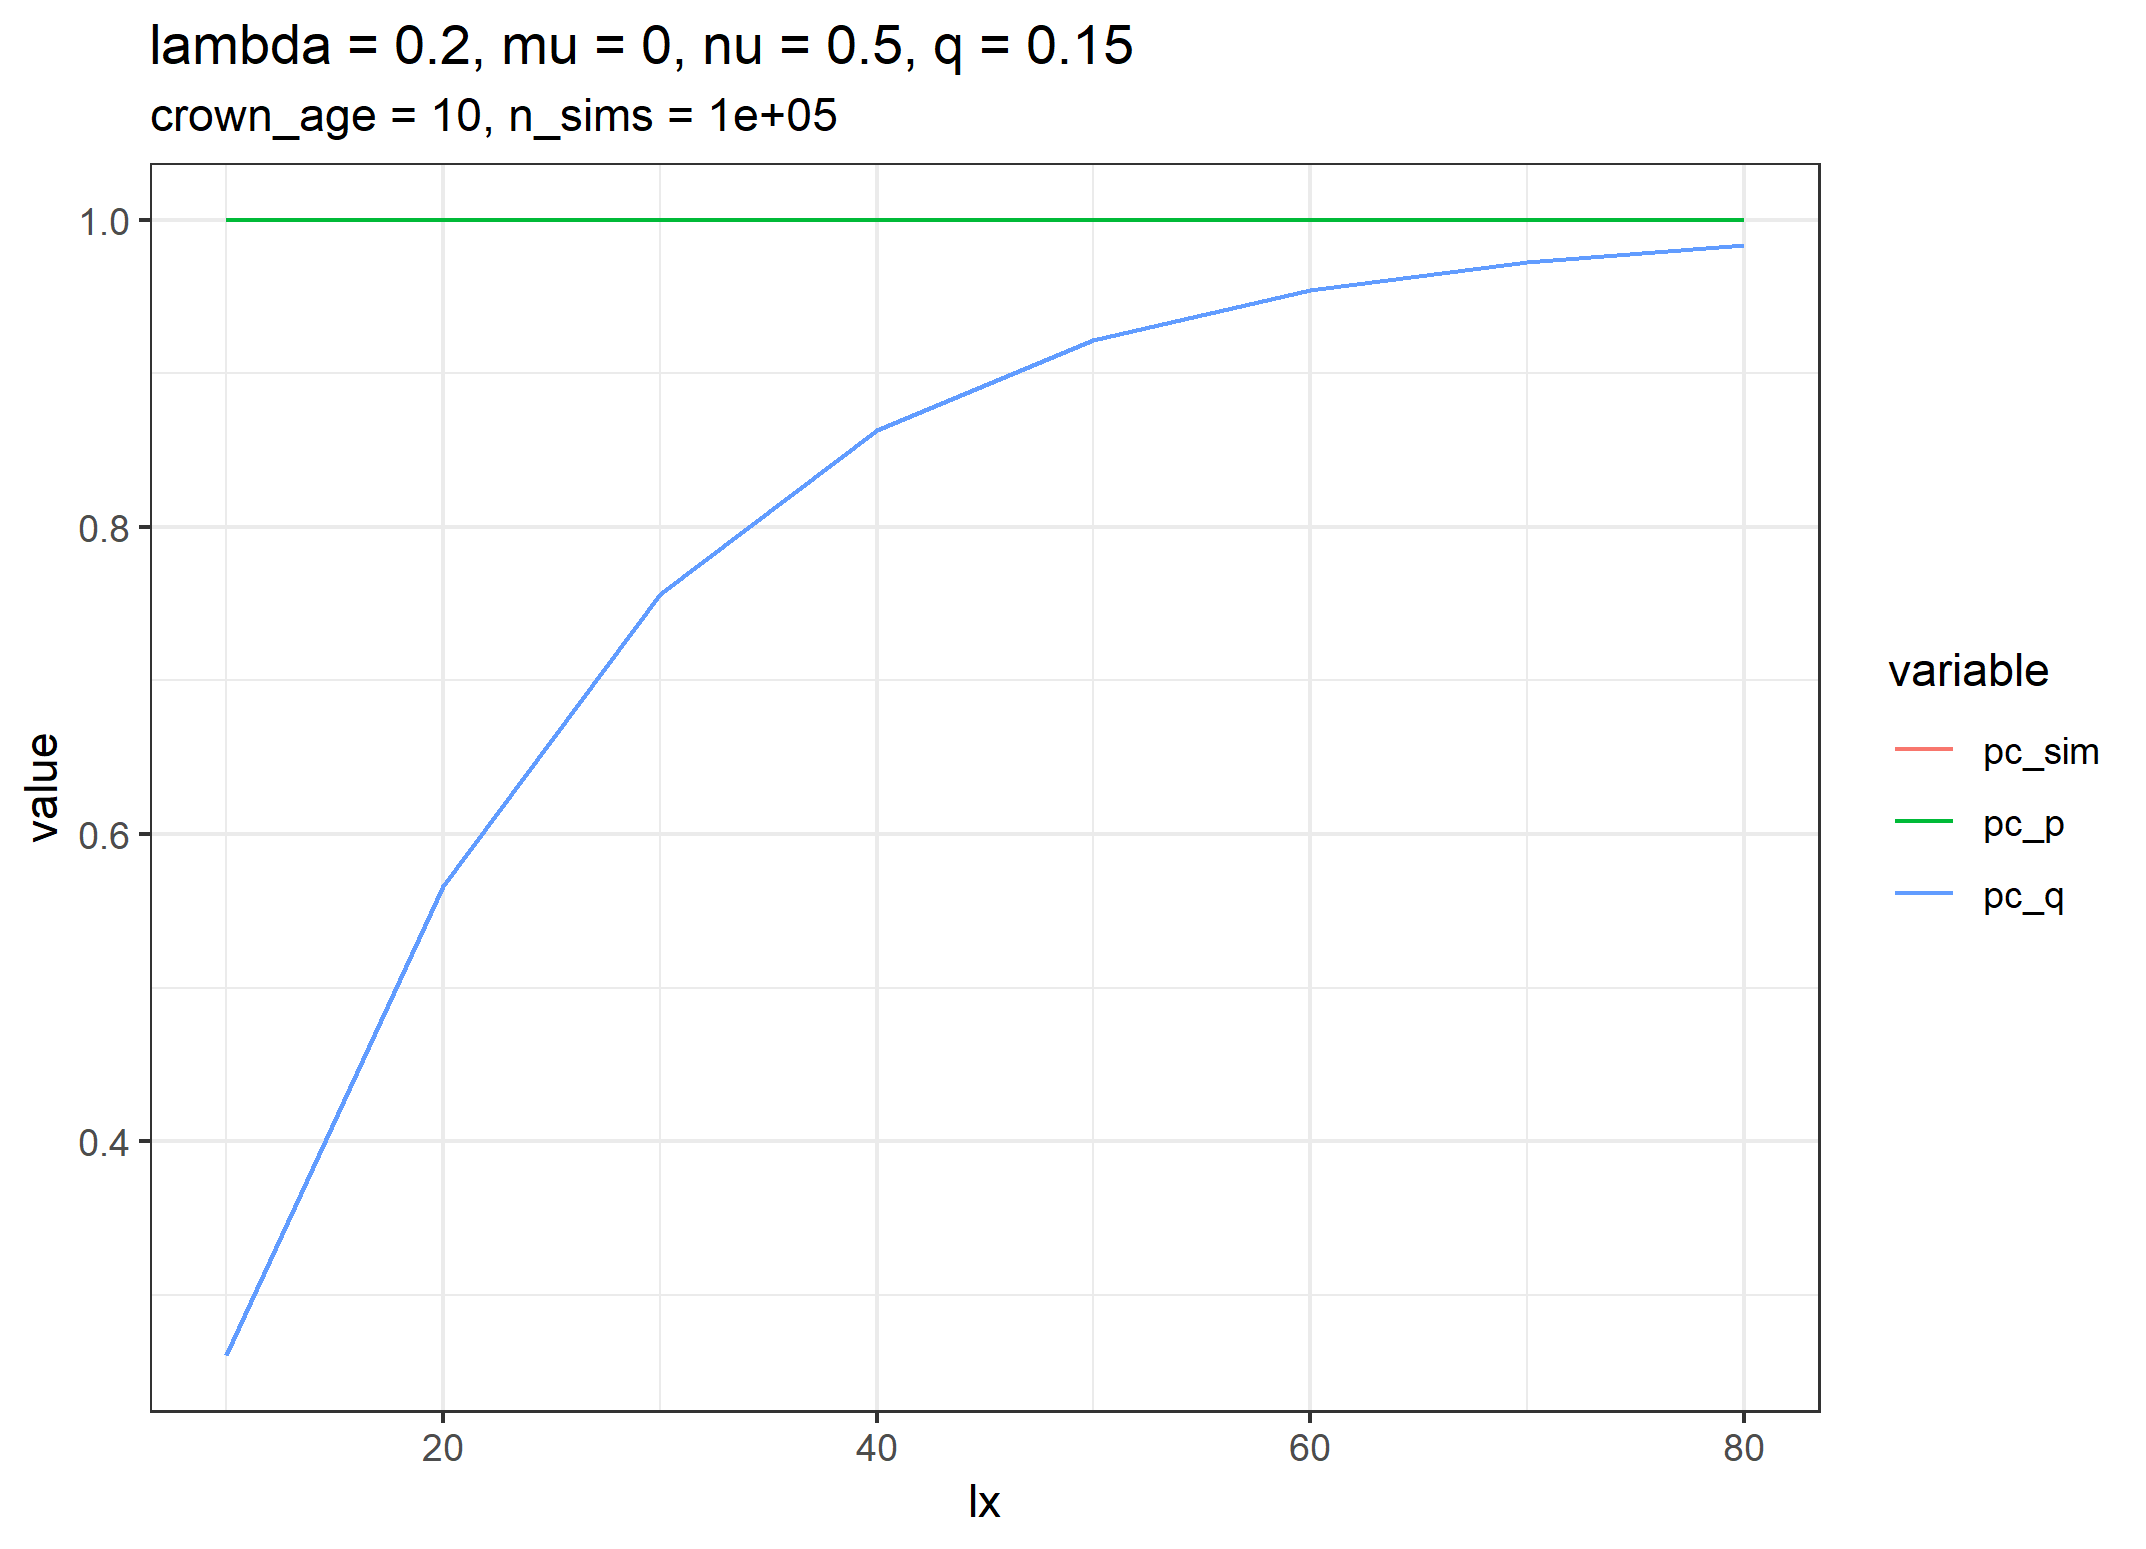 lambda = 0.2, mu = 0, nu = 0.5, q = 0.15
crown_age = 10, n_sims = 1e+05
1.0
0.8
0.6
0.4
value
20
40
60
80
lx
variable
pc_sim
pc_p
pc_q